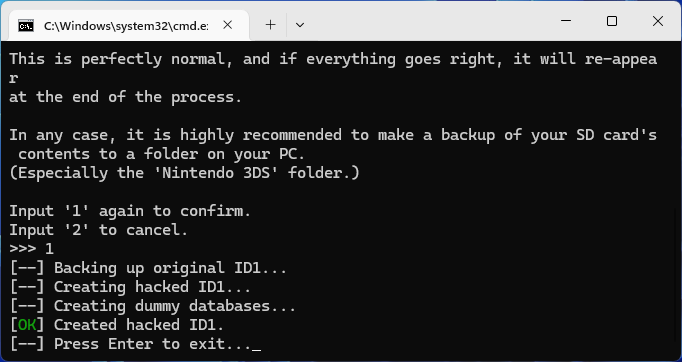 C:\Windows\system32\cmd.e
This is perfectly normal, and if everything goes right, it will re-appea
r
at the end of the process.
In any case, it is highly recommended to make a backup of your SD card's
contents to a folder on your PC.
(Especially the 'Nintendo 3DS' folder.)
Input '1' again to confirm.
Input '2' to cancel.
>>> 1
[--] Backing up original ID1...
[--] Creating hacked ID1...
[--] Creating dummy databases...
[OK] Created hacked ID1.
[--] Press Enter to exit..._